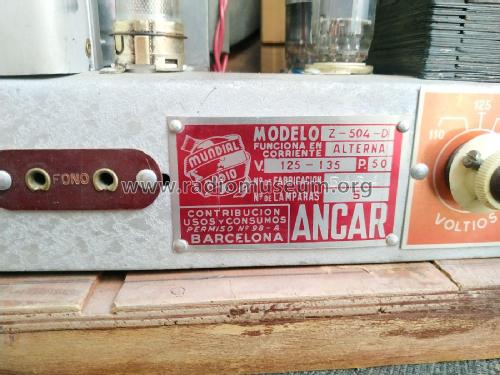 MODELO Z-504-D
FUNCIONA EN CORRIENTE ALTERNA
V. 125-135 P. 50
Nº DE FABRICACION
Nº DE LAMPARAS 5
MUNDIAL RADIO
CONTRIBUCION
USOS Y CONSUMOS
PERMISO Nº 98-A
BARCELONA
ANCAR
FONO
110 125
VOLTIOS
www.radiomuseum.org